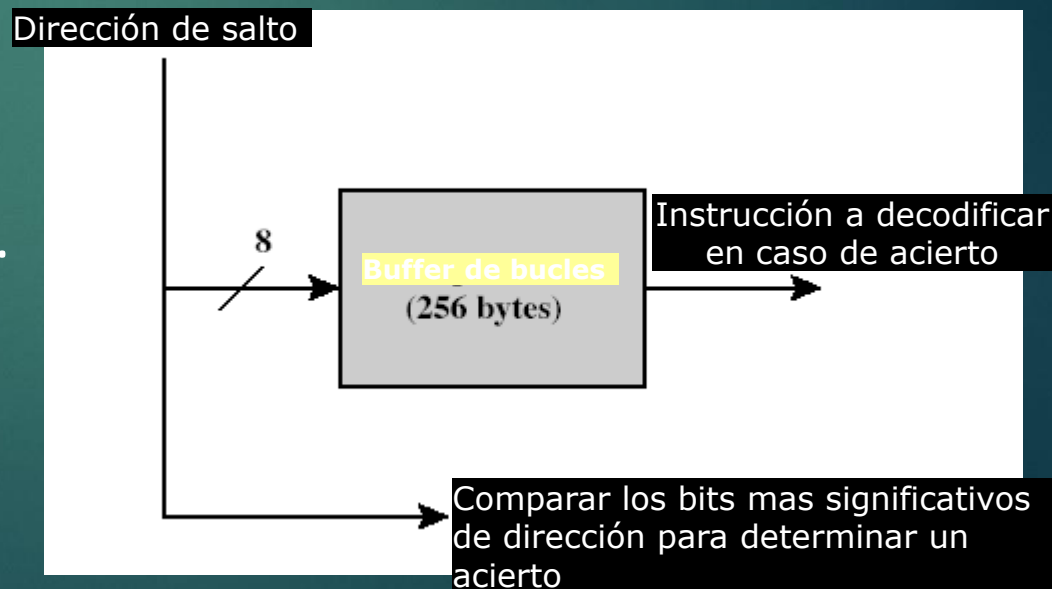 Dirección de salto
8
Instrucción a decodificar
en caso de acierto
Buffer de bucles
(256 bytes)
Comparar los bits mas significativos
de dirección para determinar un
acierto